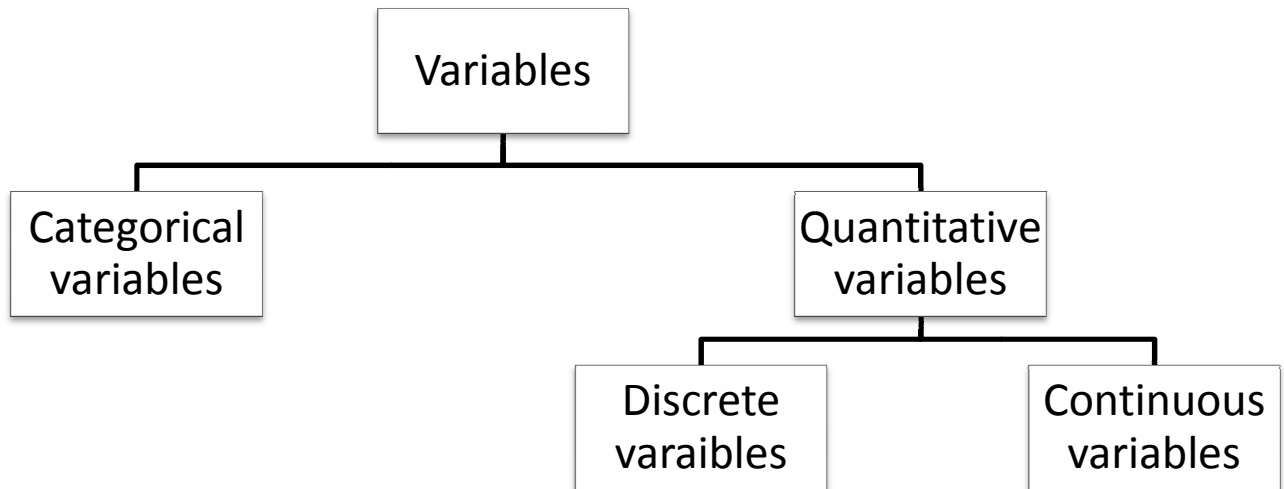 Variables
Categorical
variables
Quantitative
variables
Discrete
varaibles
Continuous
variables